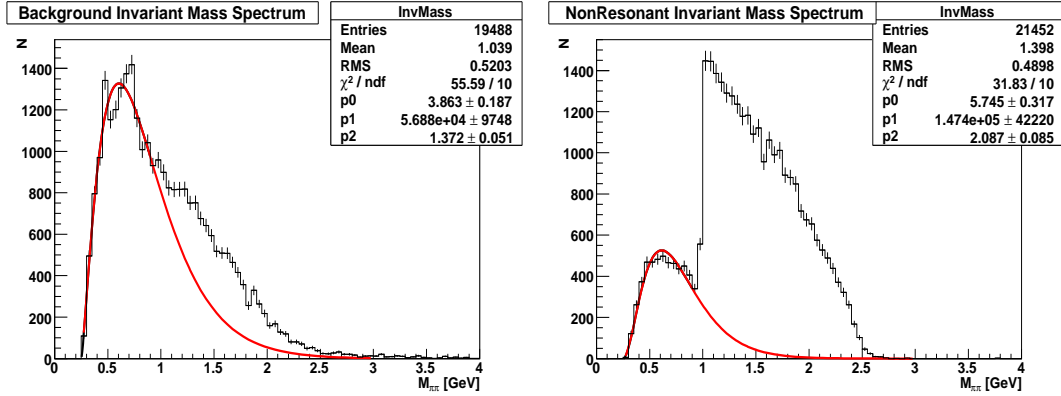 Background Invariant Mass Spectrum
InvMass
Entries 19488
Mean 1.039
RMS 0.5203
χ² / ndf 55.59 / 10
p0 3.863 ± 0.187
p1 5.688e+04 ± 9748
p2 1.372 ± 0.051
N
1400
1200
1000
800
600
400
200
0
0 0.5 1 1.5 2 2.5 3 3.5 4
Mππ [GeV]
NonResonant Invariant Mass Spectrum
InvMass
Entries 21452
Mean 1.398
RMS 0.4898
χ² / ndf 31.83 / 10
p0 5.745 ± 0.317
p1 1.474e+05 ± 42220
p2 2.087 ± 0.085
N
1400
1200
1000
800
600
400
200
0
0 0.5 1 1.5 2 2.5 3 3.5 4
Mππ [GeV]